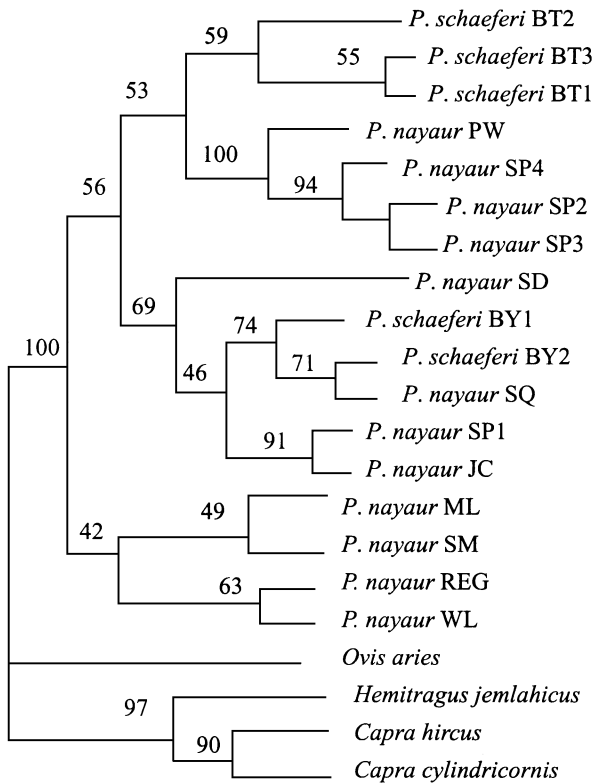 P. schaeferi BT2
59
55
P. schaeferi BT3
53
P. schaeferi BT1
P. nayaur PW
100
P. nayaur SP4
94
56
P. nayaur SP2
P. nayaur SP3
P. nayaur SD
69
P. schaeferi BY1
74
100
P. schaeferi BY2
71
46
P. nayaur SQ
P. nayaur SP1
91
P. nayaur JC
P. nayaur ML
49
42
P. nayaur SM
P. nayaur REG
63
P. nayaur WL
Ovis aries
Hemitragus jemlahicus
97
Capra hircus
90
Capra cylindricornis